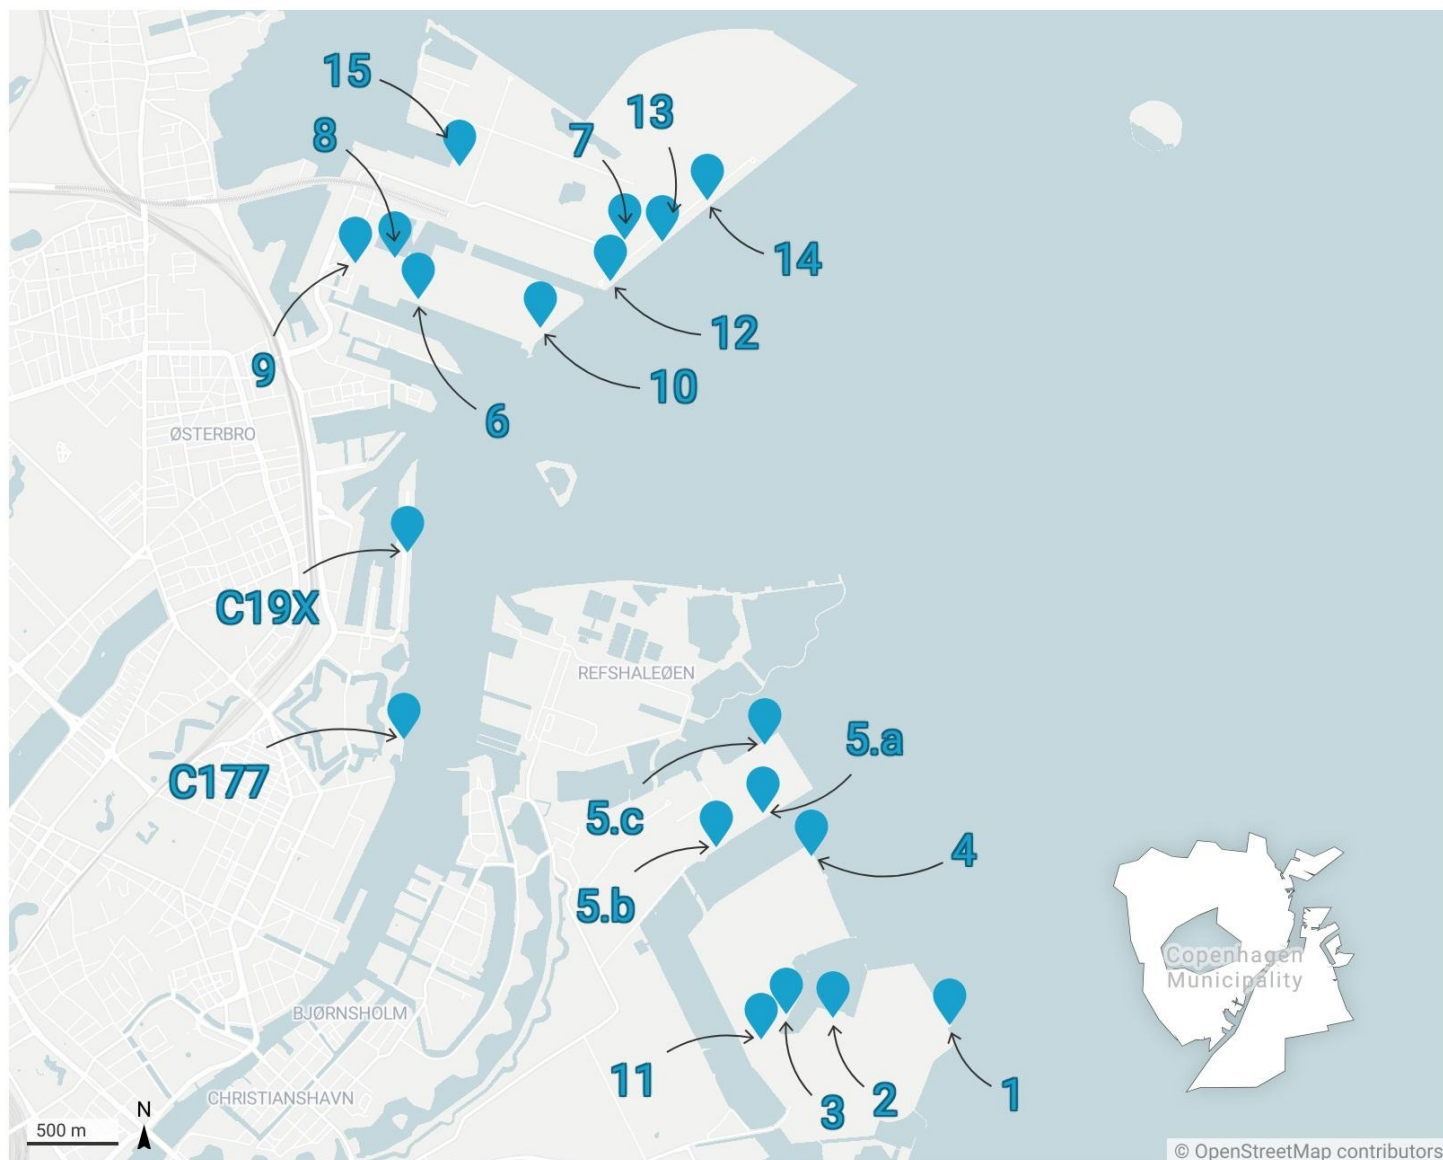 15
13
8
7
14
12
9
10
6
ØSTERBRO
C19X
REFSHALEØEN
5.a
C177
5.c
4
5.b
Copenhagen
Municipality
BJØRNSHOLM
11
2
1
3
CHRISTIANSHAVN
N
500 m
© OpenStreetMap contributors